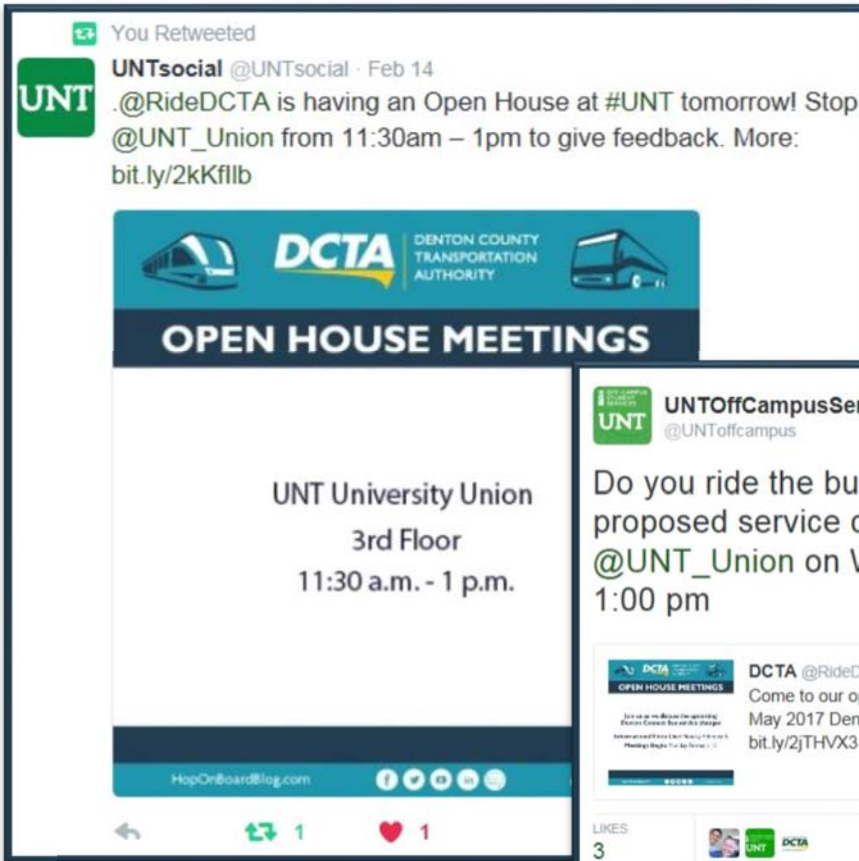 You Retweeted
UNTsocial @UNTsocial · Feb 14
UNT
.@RideDCTA is having an Open House at #UNT tomorrow! Stop
@UNT_Union from 11:30am – 1pm to give feedback. More:
bit.ly/2kKfllb
DCTA
DENTON COUNTY
TRANSPORTATION
AUTHORITY
OPEN HOUSE MEETINGS
UNT University Union
3rd Floor
11:30 a.m. - 1 p.m.
HopOnBoardBlog.com
1 1
UNT
UNTOffCampusSer
@UNToffcampus
Do you ride the bu
proposed service
@UNT_Union on
1:00 pm
DCTA
OPEN HOUSE MEETINGS
DCTA @RideD
Come to our op
May 2017 Den
bit.ly/2jTHVX3
LIKES
3
UNT
DCTA